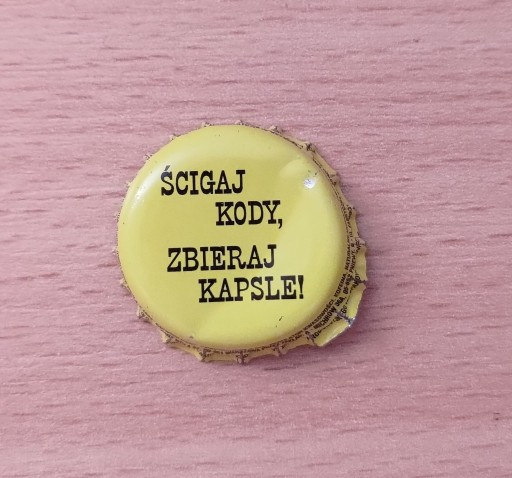 ŚCIGAJ
KODY,
ZBIERAJ
KAPSLE!